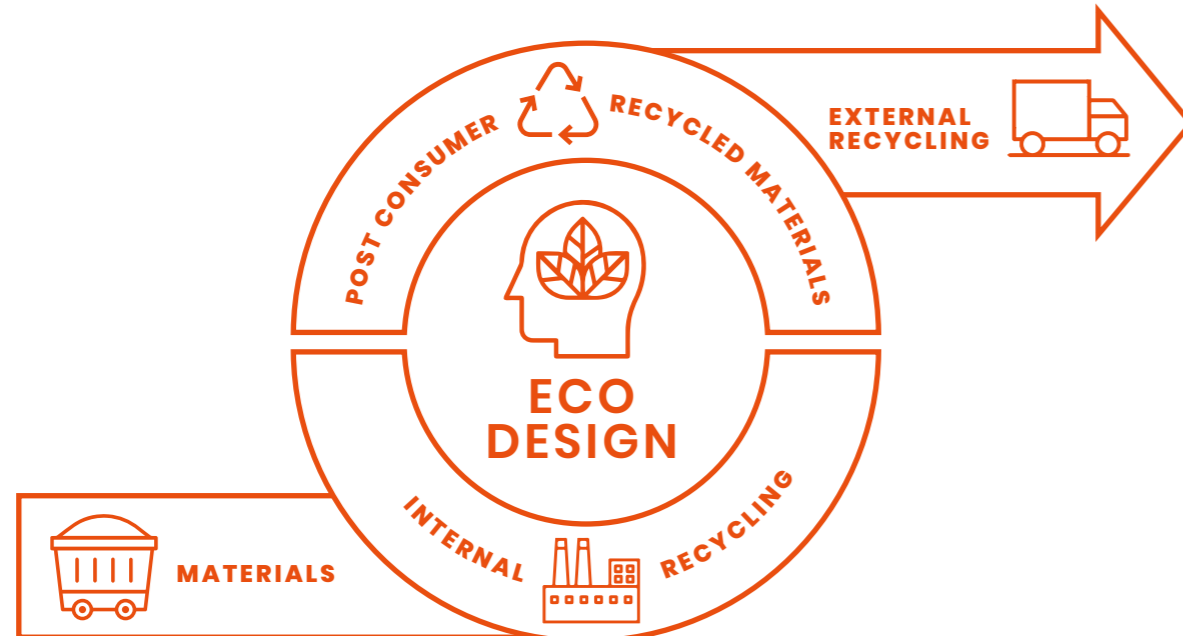 POST CONSUMER RECYCLED MATERIALS
EXTERNAL
RECYCLING
ECO
DESIGN
INTERNAL RECYCLING
MATERIALS